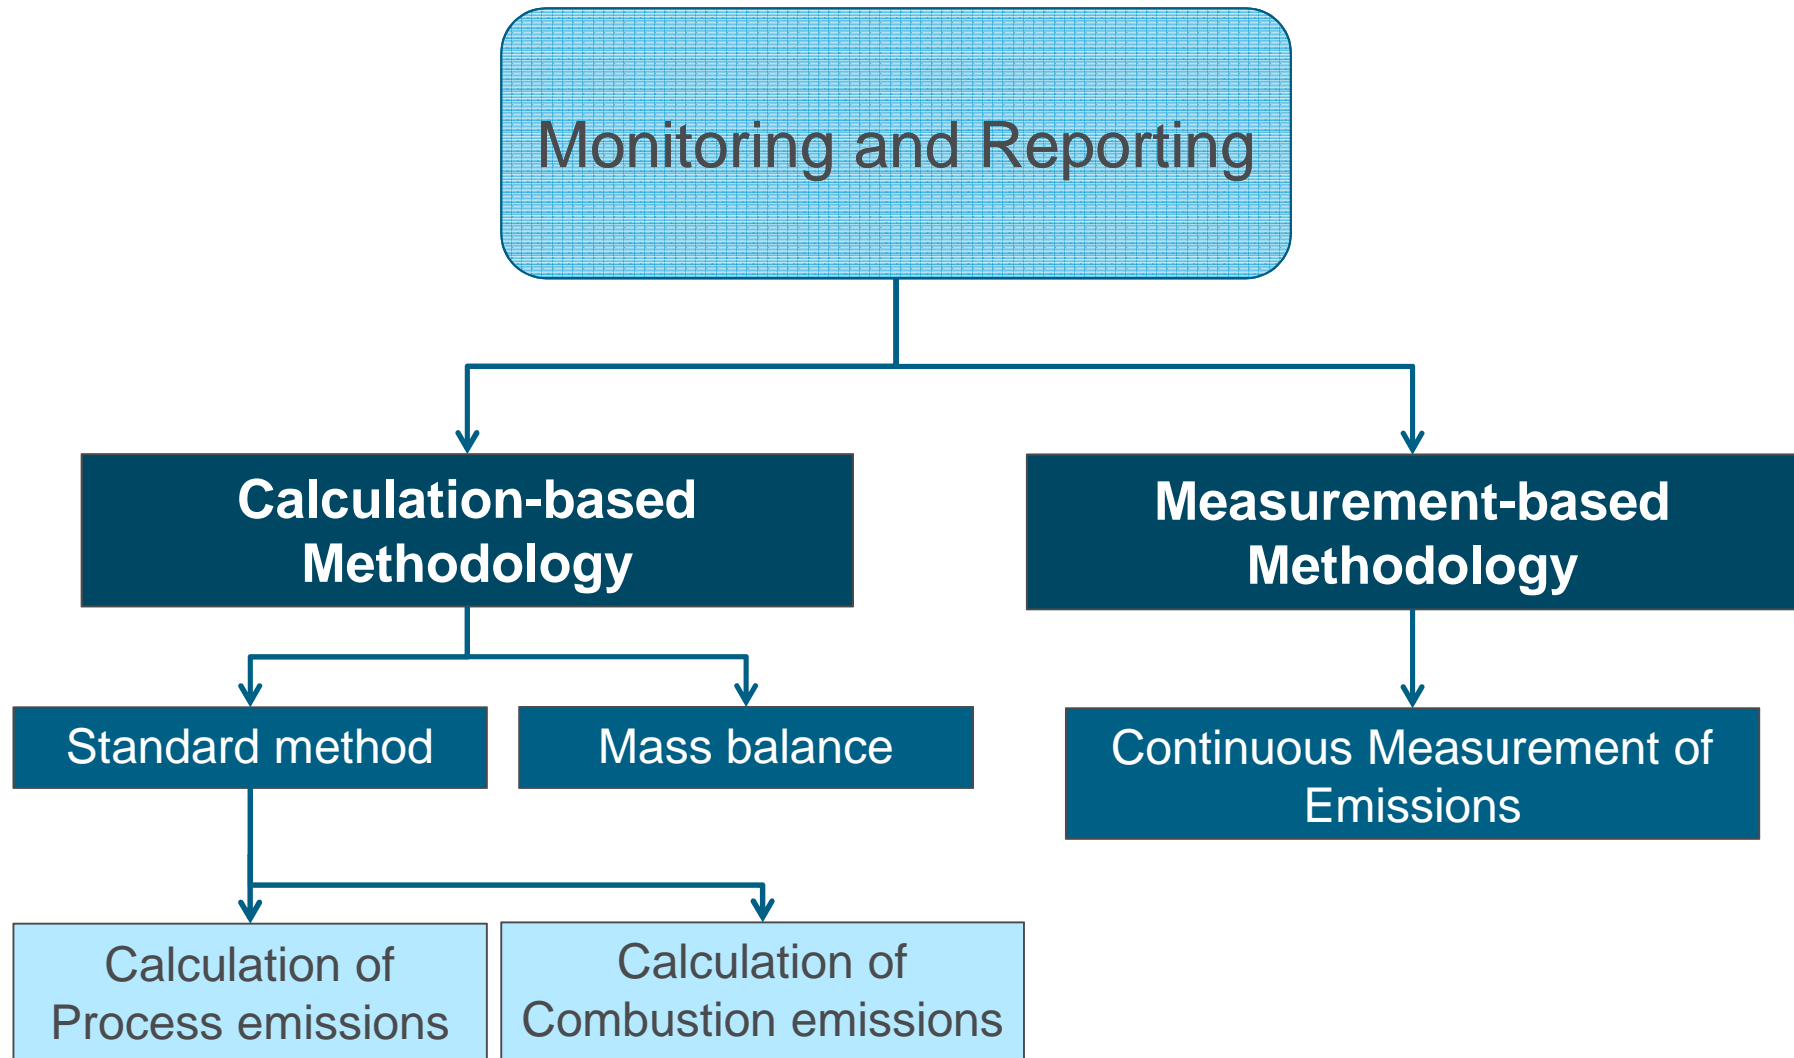 Monitoring and Reporting
Calculation-based
Methodology
Measurement-based
Methodology
Standard method
Mass balance
Continuous Measurement of
Emissions
Calculation of
Process emissions
Calculation of
Combustion emissions